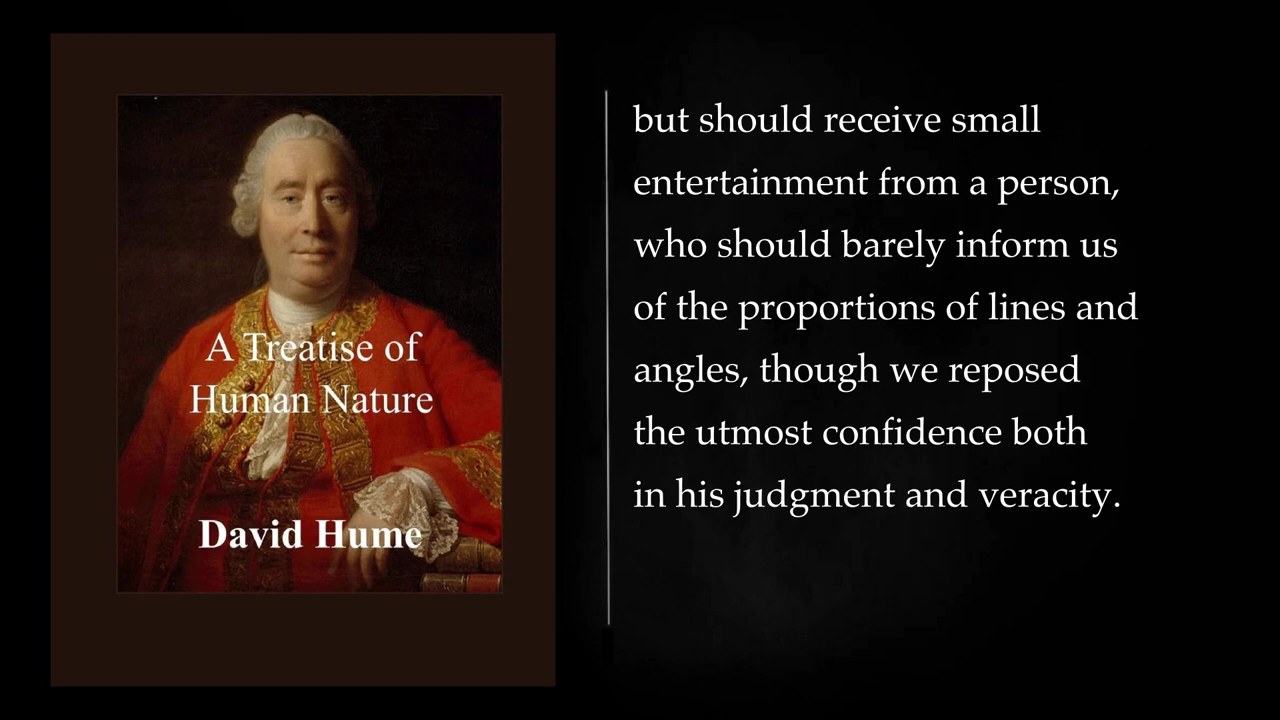 A Treatise of
Human Nature
David Hume
but should receive small
entertainment from a person,
who should barely inform us
of the proportions of lines and
angles, though we reposed
the utmost confidence both
in his judgment and veracity.